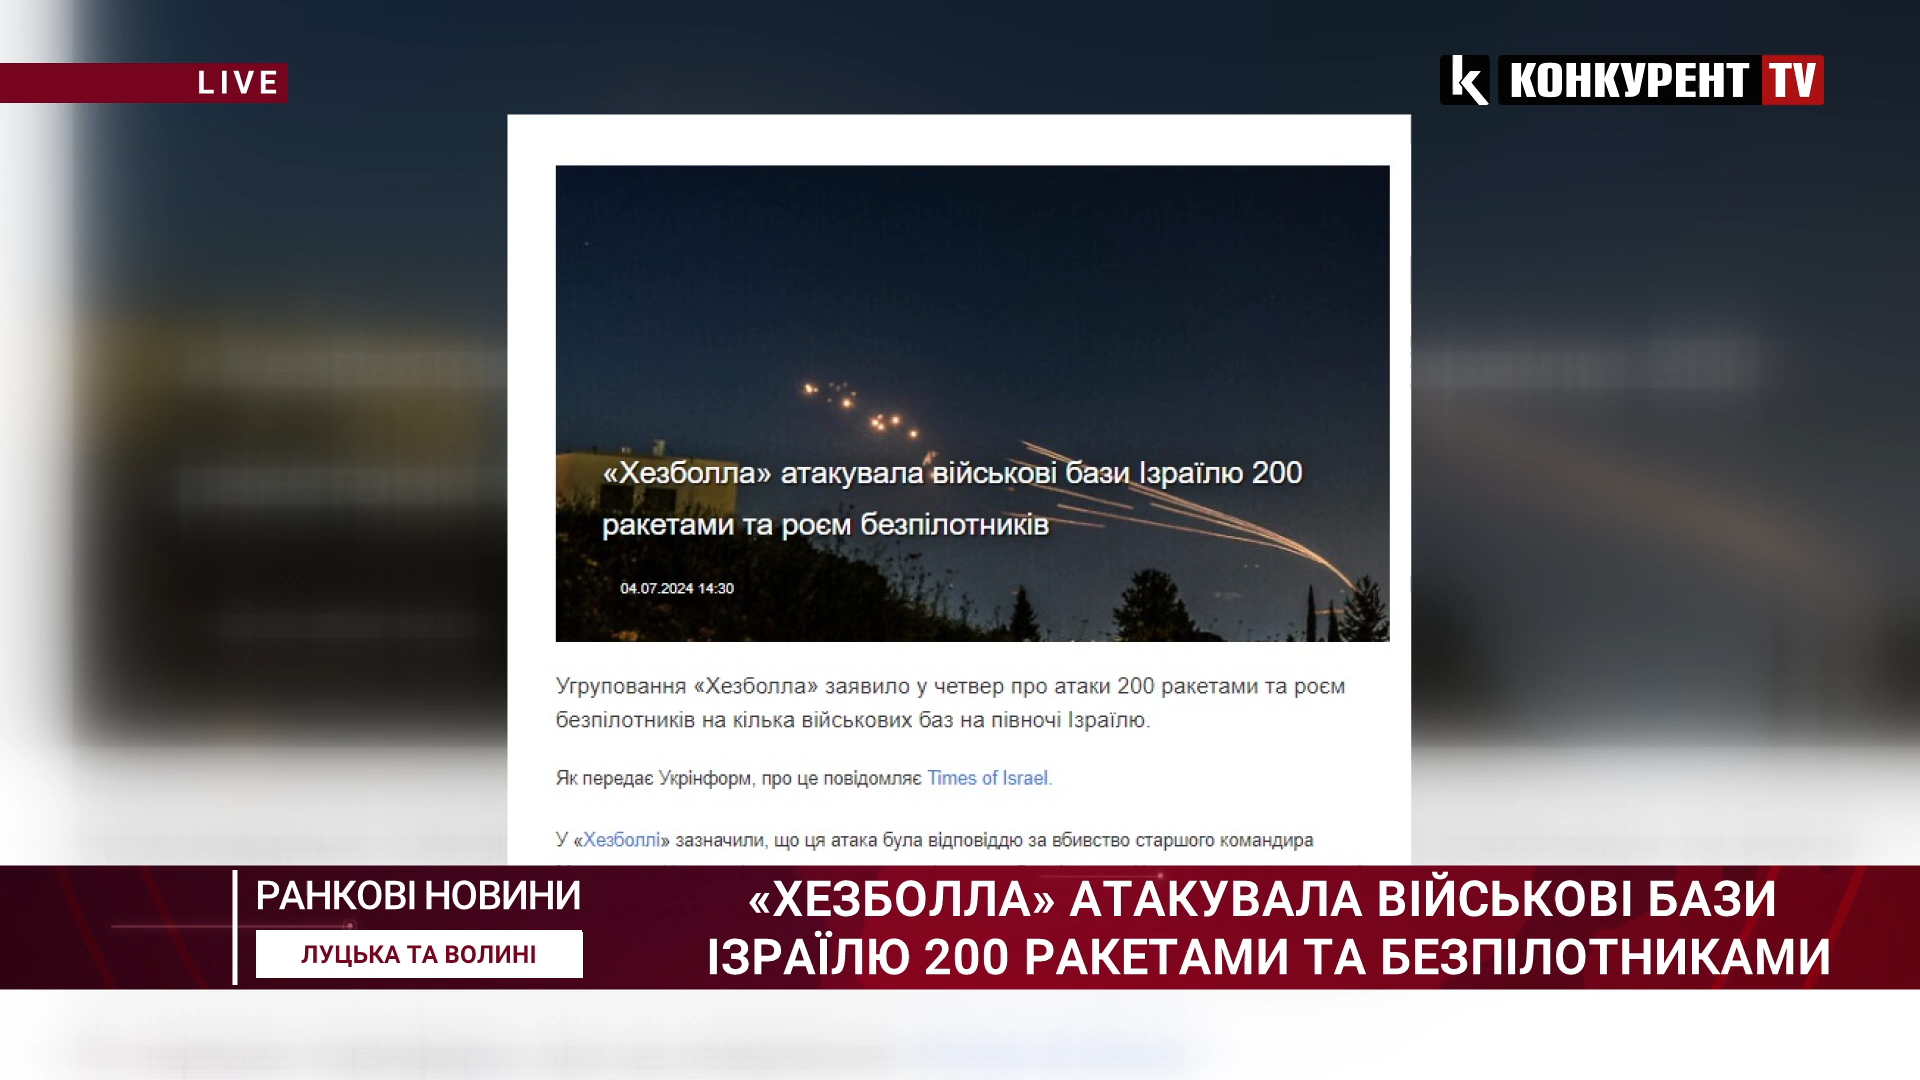 LIVE
k КОНКУРЕНТ TV
«Хезболла» атакувала військові бази Ізраїлю 200
ракетами та роєм безпілотників
04.07.2024 14:30
Угруповання «Хезболла» заявило у четвер про атаки 200 ракетами та роєм
безпілотників на кілька військових баз на півночі Ізраїлю.
Як передає Укрінформ, про це повідомляє Times of Israel.
У «Хезболлі» зазначили, що ця атака була відповіддю за вбивство старшого командира
РАНКОВІ НОВИНИ
ЛУЦЬКА ТА ВОЛИНІ
«ХЕЗБОЛЛА» АТАКУВАЛА ВІЙСЬКОВІ БАЗИ
ІЗРАЇЛЮ 200 РАКЕТАМИ ТА БЕЗПІЛОТНИКАМИ